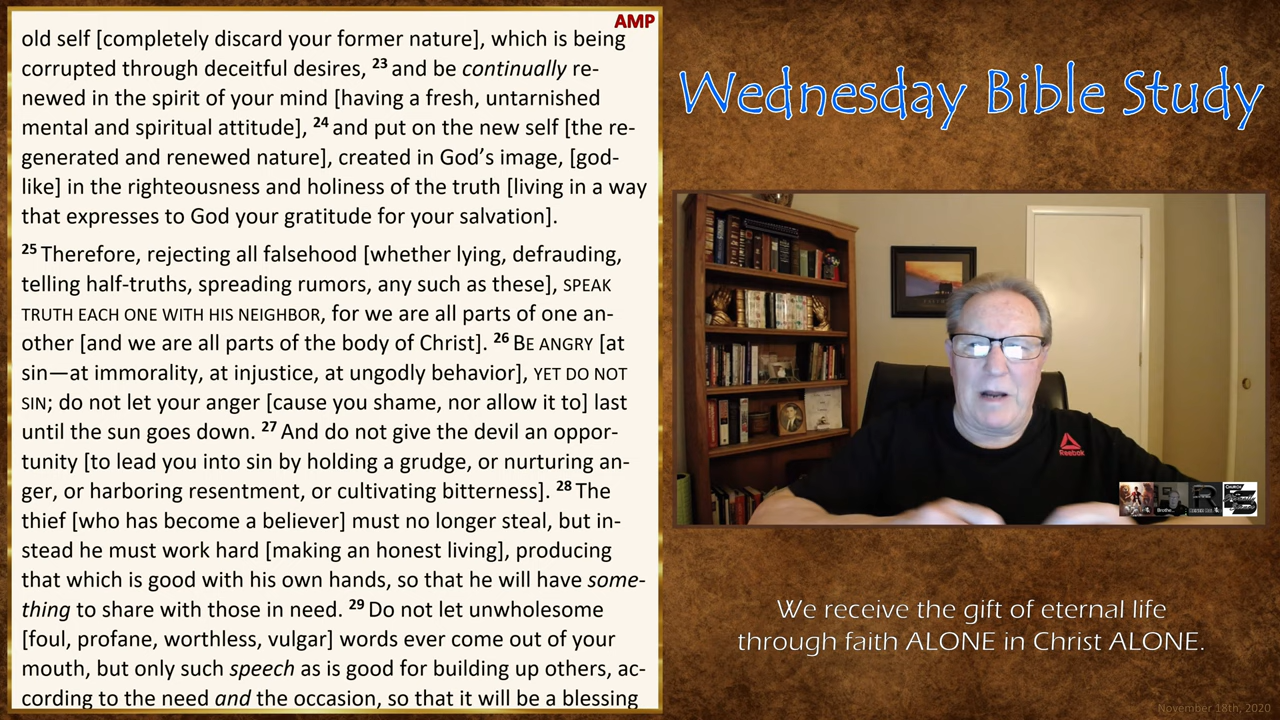 AMP
old self [completely discard your former nature], which is being
corrupted through deceitful desires, 23 and be continually re-
newed in the spirit of your mind [having a fresh, untarnished
mental and spiritual attitude], 24 and put on the new self [the re-
generated and renewed nature], created in God’s image, [god-
like] in the righteousness and holiness of the truth [living in a way
that expresses to God your gratitude for your salvation].
25 Therefore, rejecting all falsehood [whether lying, defrauding,
telling half-truths, spreading rumors, any such as these], SPEAK
TRUTH EACH ONE WITH HIS NEIGHBOR, for we are all parts of one an-
other [and we are all parts of the body of Christ]. 26 BE ANGRY [at
sin—at immorality, at injustice, at ungodly behavior], YET DO NOT
SIN; do not let your anger [cause you shame, nor allow it to] last
until the sun goes down. 27 And do not give the devil an oppor-
tunity [to lead you into sin by holding a grudge, or nurturing an-
ger, or harboring resentment, or cultivating bitterness]. 28 The
thief [who has become a believer] must no longer steal, but in-
stead he must work hard [making an honest living], producing
that which is good with his own hands, so that he will have some-
thing to share with those in need. 29 Do not let unwholesome
[foul, profane, worthless, vulgar] words ever come out of your
mouth, but only such speech as is good for building up others, ac-
cording to the need and the occasion, so that it will be a blessing
Wednesday Bible Study
Reebok
CHURCH
Brothe...
We receive the gift of eternal life
through faith ALONE in Christ ALONE.
November 18th, 2020